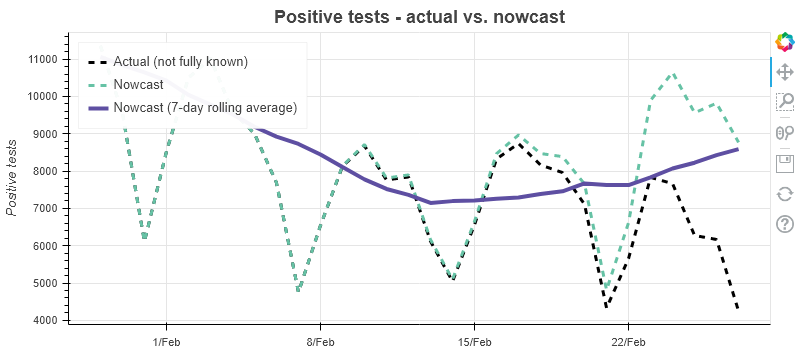 Positive tests - actual vs. nowcast
Actual (not fully known)
Nowcast
Nowcast (7-day rolling average)
Positive tests
11000
10000
9000
8000
7000
6000
5000
4000
1/Feb
8/Feb
15/Feb
22/Feb